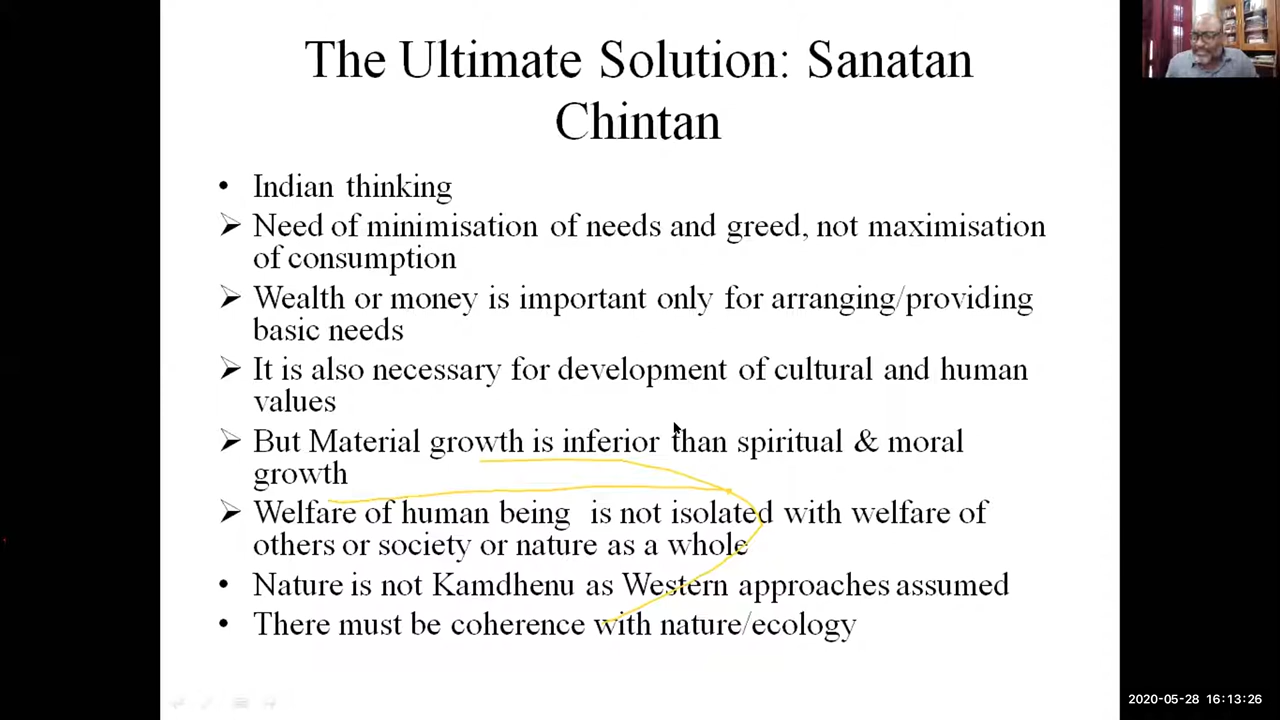 The Ultimate Solution: Sanatan
Chintan
• Indian thinking
➢ Need of minimisation of needs and greed, not maximisation
of consumption
➢ Wealth or money is important only for arranging/providing
basic needs
➢ It is also necessary for development of cultural and human
values
➢ But Material growth is inferior than spiritual & moral
growth
➢ Welfare of human being is not isolated with welfare of
others or society or nature as a whole
• Nature is not Kamdhenu as Western approaches assumed
• There must be coherence with nature/ecology
2020-05-28 16:13:26